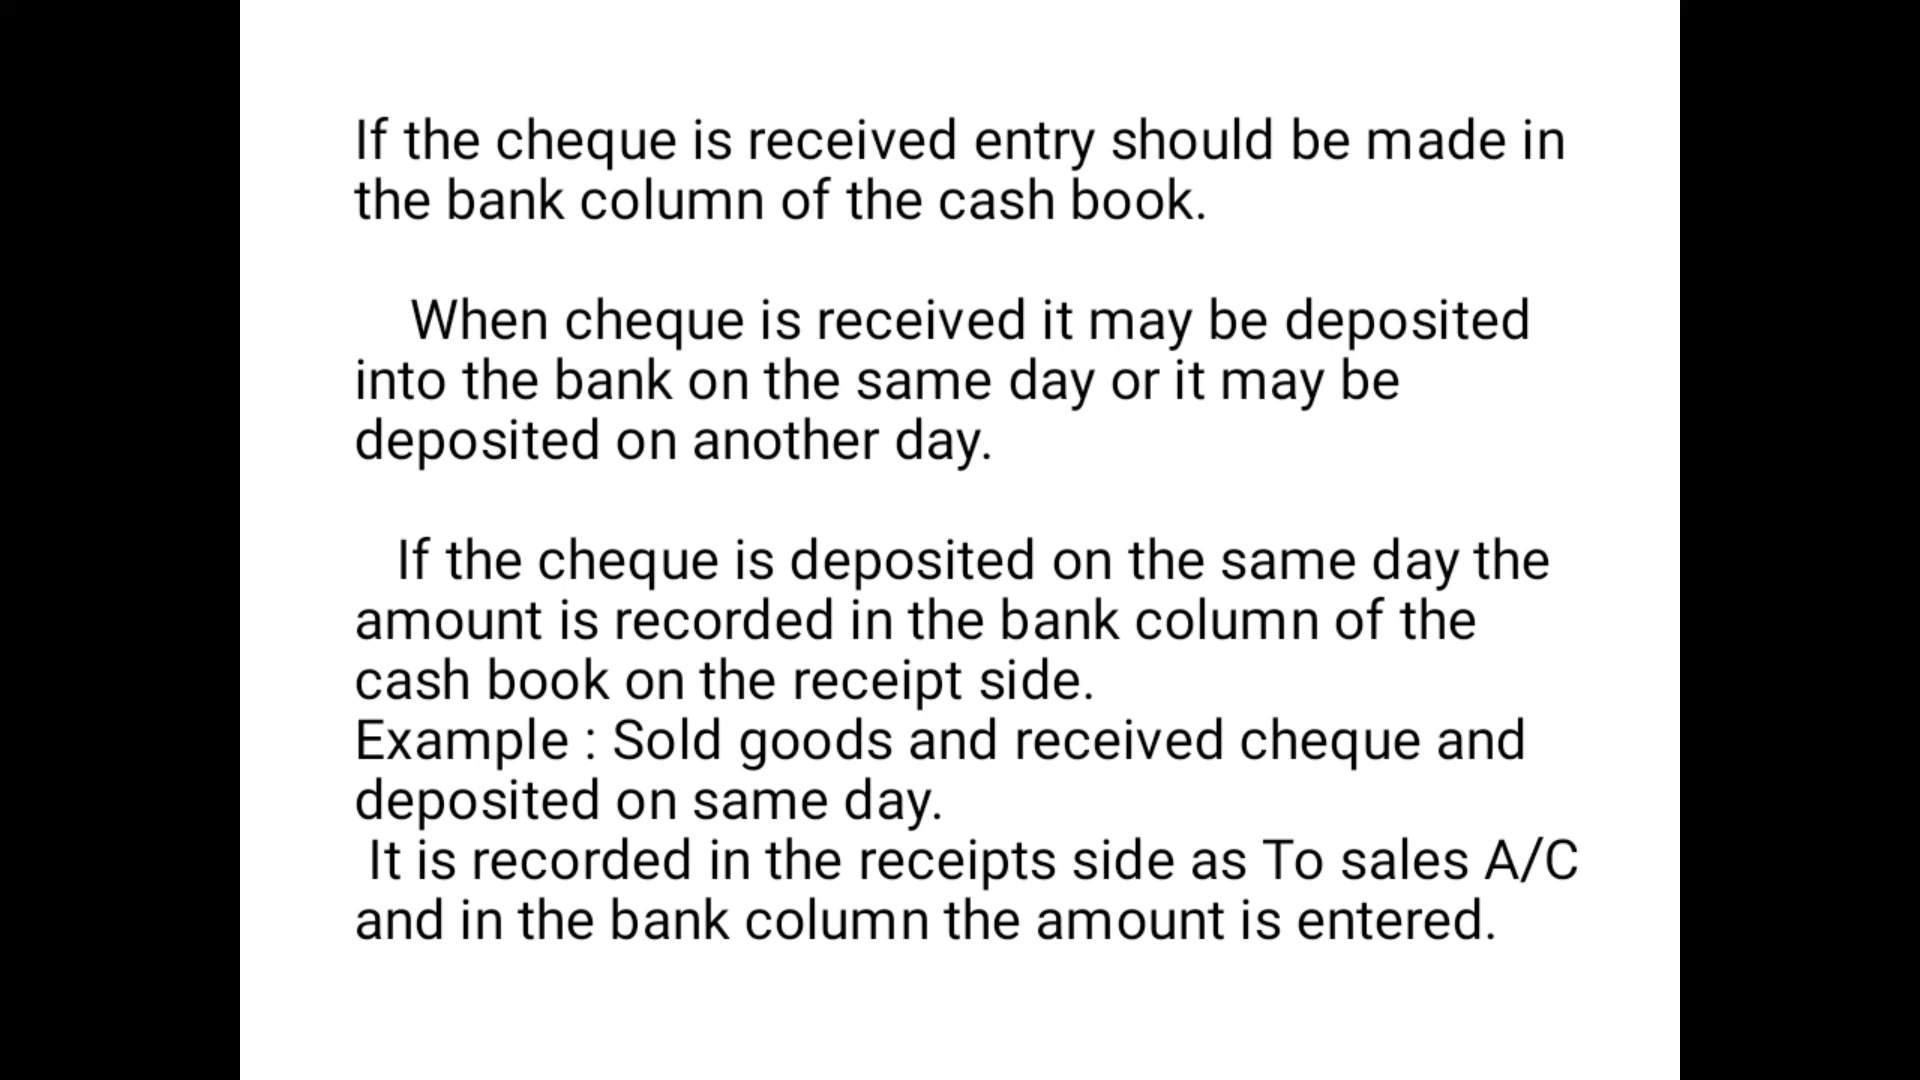 If the cheque is received entry should be made in
the bank column of the cash book.
When cheque is received it may be deposited
into the bank on the same day or it may be
deposited on another day.
If the cheque is deposited on the same day the
amount is recorded in the bank column of the
cash book on the receipt side.
Example : Sold goods and received cheque and
deposited on same day.
It is recorded in the receipts side as To sales A/C
and in the bank column the amount is entered.